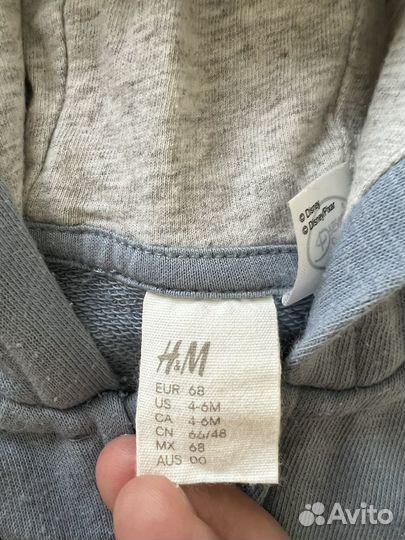 © Disney
© Disney/Pixar
H&M
EUR 68
US 4-6M
CA 4-6M
CN 66/48
MX 68
AUS 00
Avito